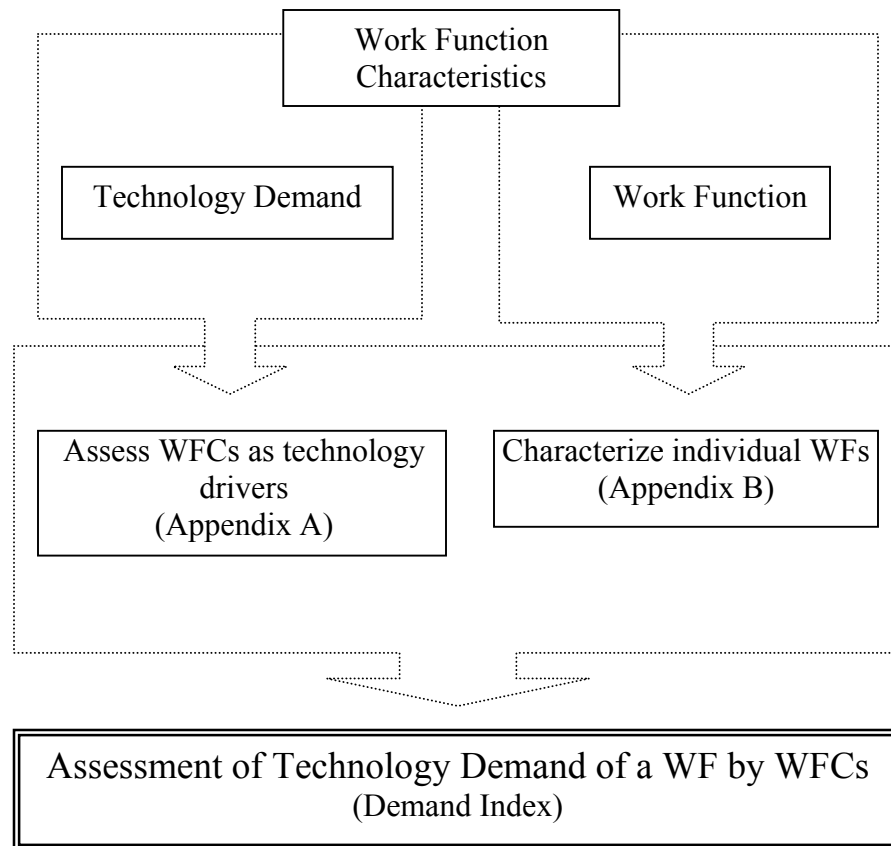 Work Function
Characteristics
Technology Demand
Work Function
Assess WFCs as technology
drivers
(Appendix A)
Characterize individual WFs
(Appendix B)
Assessment of Technology Demand of a WF by WFCs
(Demand Index)